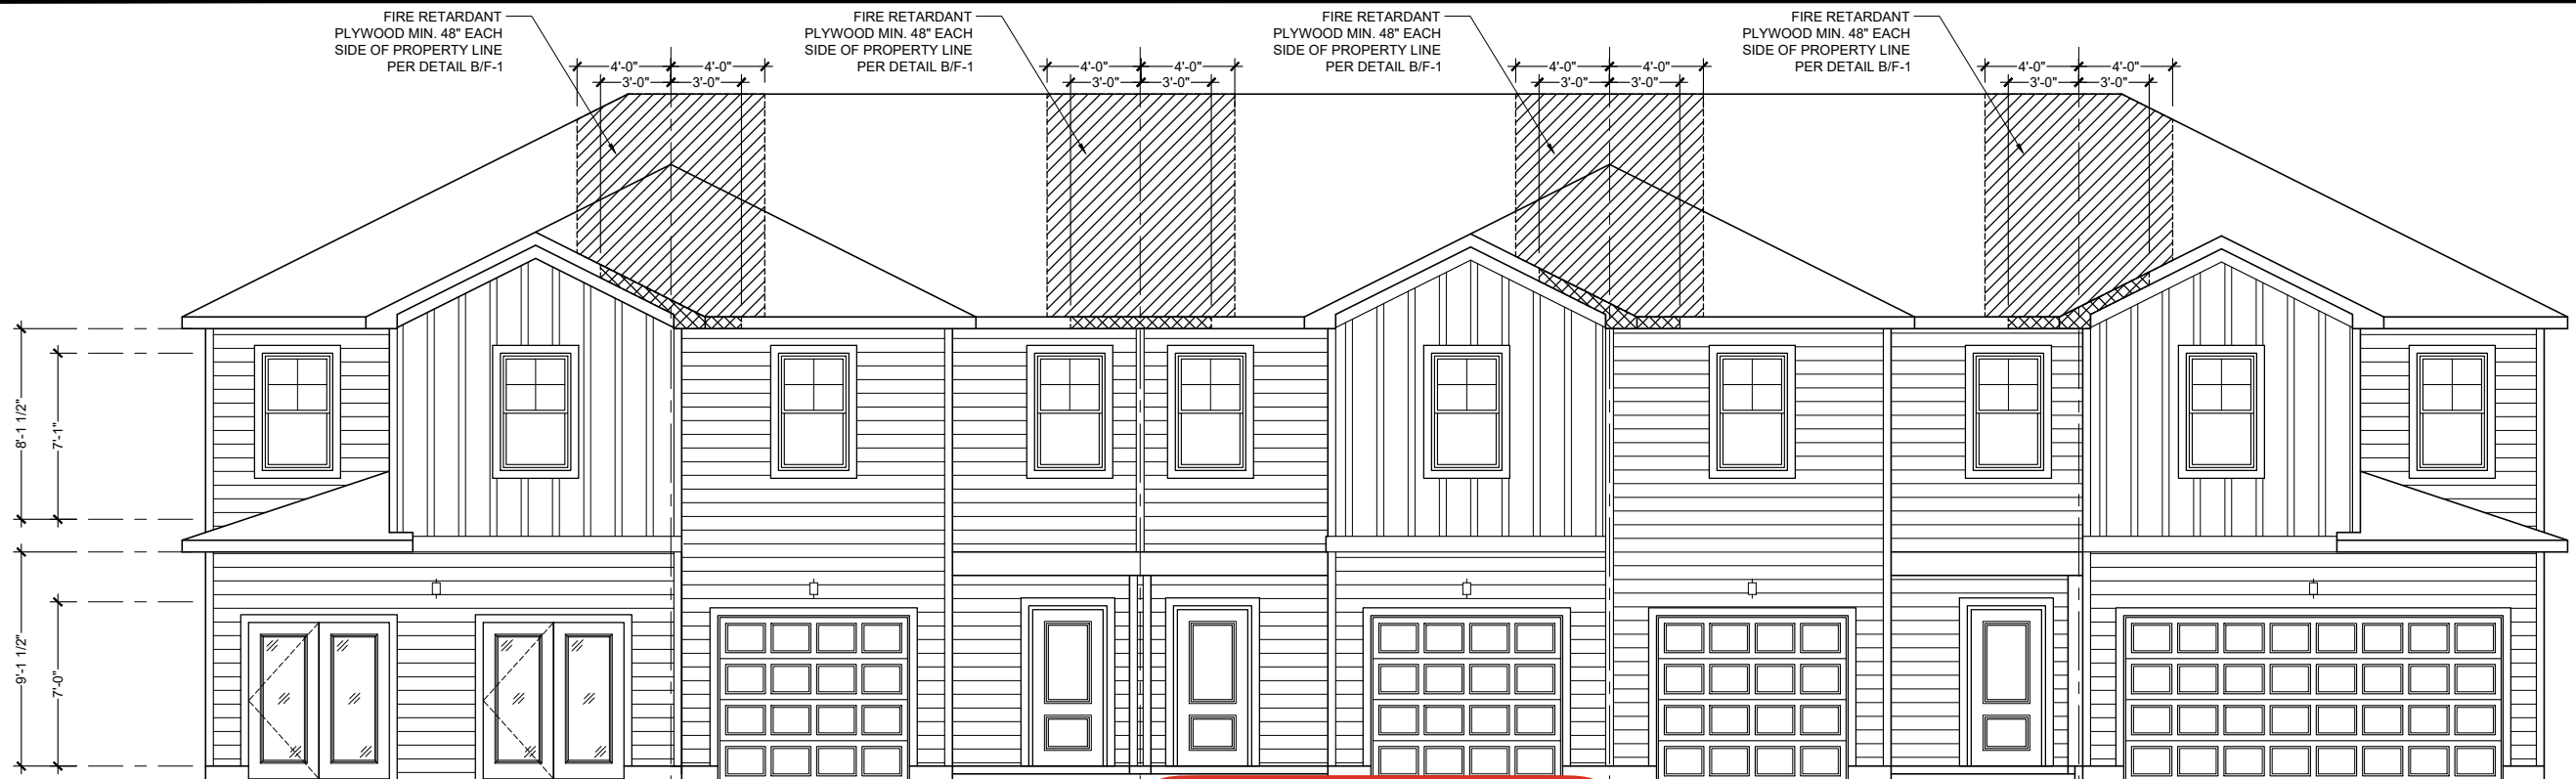 FIRE RETARDANT
PLYWOOD MIN. 48" EACH
SIDE OF PROPERTY LINE
PER DETAIL B/F-1
FIRE RETARDANT
PLYWOOD MIN. 48" EACH
SIDE OF PROPERTY LINE
PER DETAIL B/F-1
FIRE RETARDANT
PLYWOOD MIN. 48" EACH
SIDE OF PROPERTY LINE
PER DETAIL B/F-1
FIRE RETARDANT
PLYWOOD MIN. 48" EACH
SIDE OF PROPERTY LINE
PER DETAIL B/F-1
4'-0" 4'-0"
3'-0" 3'-0"
4'-0" 4'-0"
3'-0" 3'-0"
4'-0" 4'-0"
3'-0" 3'-0"
4'-0" 4'-0"
3'-0" 3'-0"
8'-1 1/2"
7'-1"
9'-1 1/2"
7'-0"